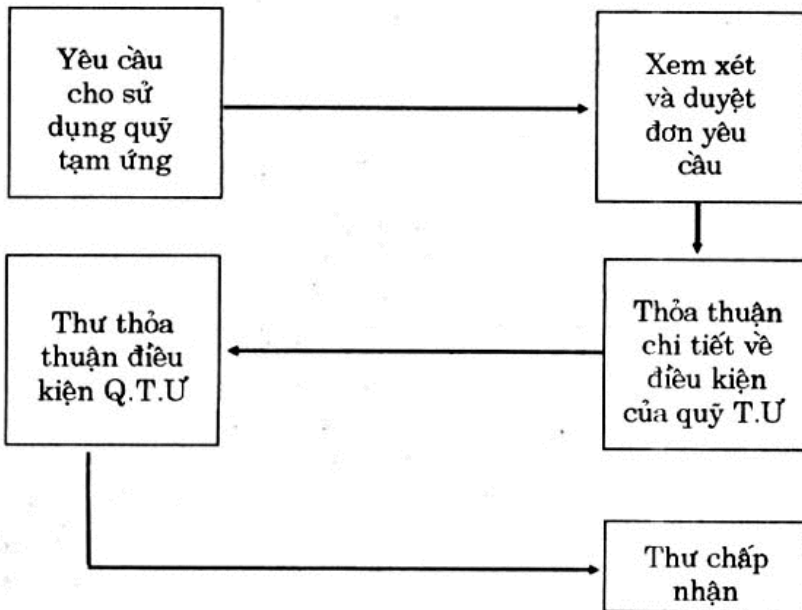 Yêu cầu
cho sử
dụng quỹ
tạm ứng
Xem xét
và duyệt
đơn yêu
cầu
Thư thỏa
thuận điều
kiện Q.T.Ư
Thỏa thuận
chi tiết về
điều kiện
của quỹ T.Ư
Thư chấp
nhận